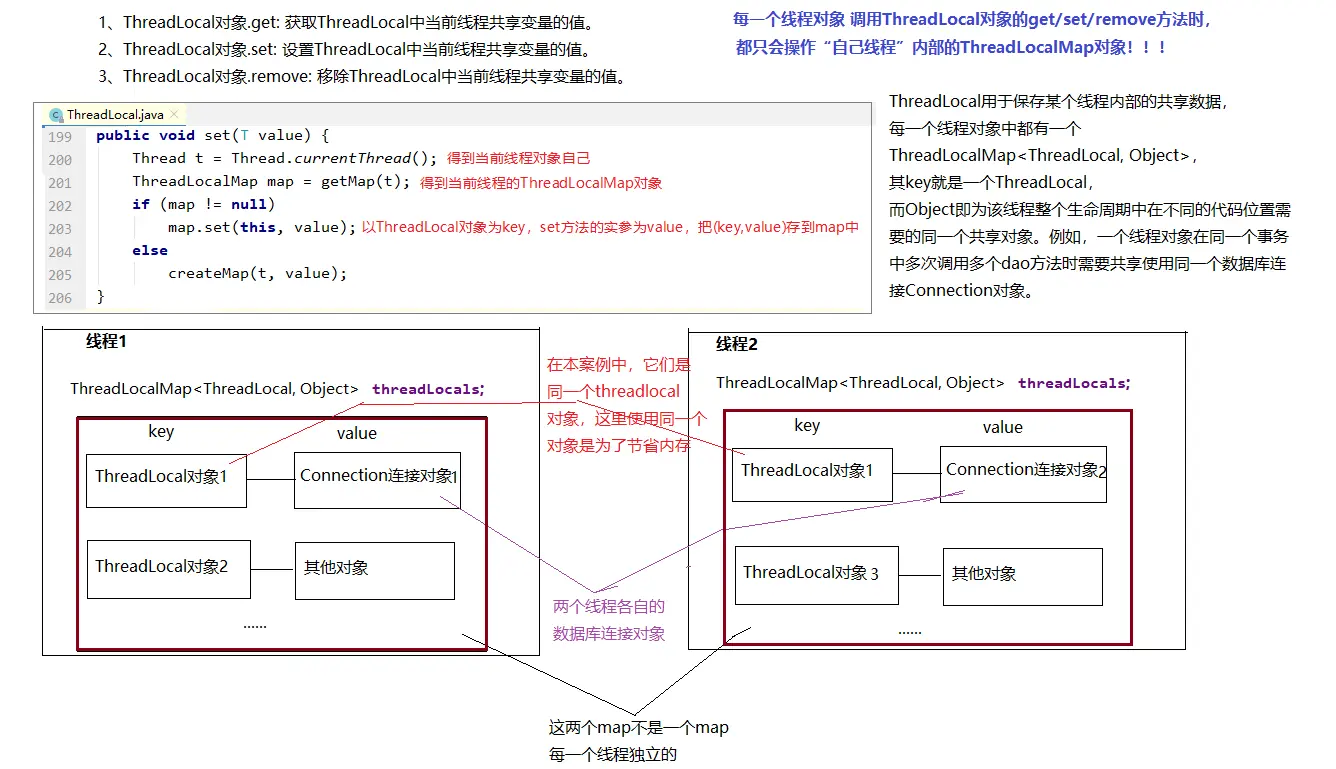 1、ThreadLocal对象.get: 获取ThreadLocal中当前线程共享变量的值。
2、ThreadLocal对象.set: 设置ThreadLocal中当前线程共享变量的值。
3、ThreadLocal对象.remove: 移除ThreadLocal中当前线程共享变量的值。
每一个线程对象 调用ThreadLocal对象的get/set/remove方法时，
都只会操作“自己线程”内部的ThreadLocalMap对象！！！
ThreadLocal.java
199 public void set(T value) {
200 Thread t = Thread.currentThread(); 得到当前线程对象自己
201 ThreadLocalMap map = getMap(t); 得到当前线程的ThreadLocalMap对象
202 if (map != null)
203 map.set(this, value); 以ThreadLocal对象为key，set方法的实参为value，把(key,value)存到map中
204 else
205 createMap(t, value);
206 }
ThreadLocal用于保存某个线程内部的共享数据，
每一个线程对象中都有一个
ThreadLocalMap<ThreadLocal, Object>，
其key就是一个ThreadLocal，
而Object即为该线程整个生命周期中在不同的代码位置需
要的同一个共享对象。例如，一个线程对象在同一个事务
中多次调用多个dao方法时需要共享使用同一个数据库连
接Connection对象。
线程1
ThreadLocalMap<ThreadLocal, Object> threadLocals;
key value
ThreadLocal对象1 Connection连接对象1
ThreadLocal对象2 其他对象
......
在本案例中，它们是
同一个threadlocal
对象，这里使用同一个
对象是为了节省内存
两个线程各自的
数据库连接对象
线程2
ThreadLocalMap<ThreadLocal, Object> threadLocals;
key value
ThreadLocal对象1 Connection连接对象2
ThreadLocal对象 3 其他对象
......
这两个map不是一个map
每一个线程独立的